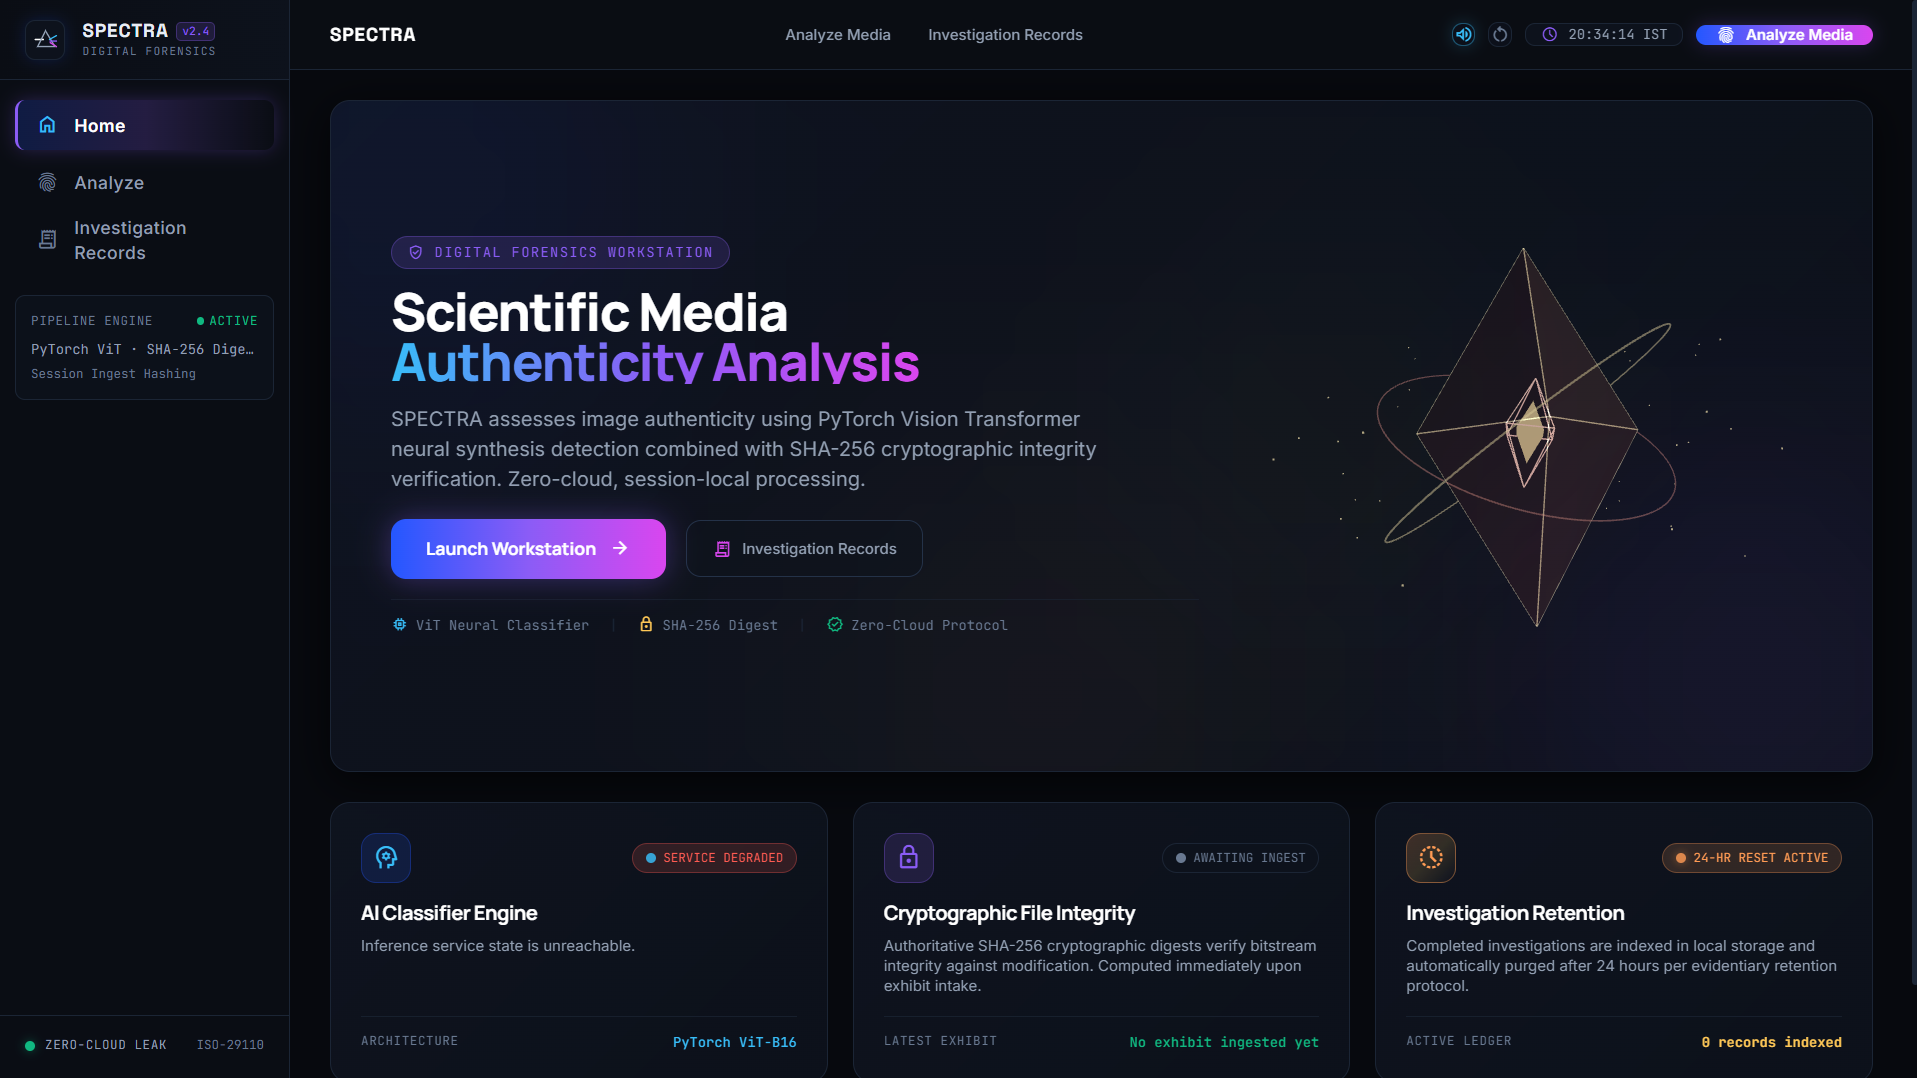 SPECTRA v2.4
DIGITAL FORENSICS
Home
Analyze
Investigation
Records
PIPELINE ENGINE ACTIVE
PyTorch ViT · SHA-256 Dige…
Session Ingest Hashing
ZERO-CLOUD LEAK ISO-29110
SPECTRA
Analyze Media Investigation Records
20:34:14 IST
Analyze Media
DIGITAL FORENSICS WORKSTATION
Scientific Media
Authenticity Analysis
SPECTRA assesses image authenticity using PyTorch Vision Transformer
neural synthesis detection combined with SHA-256 cryptographic integrity
verification. Zero-cloud, session-local processing.
Launch Workstation
Investigation Records
ViT Neural Classifier | SHA-256 Digest | Zero-Cloud Protocol
SERVICE DEGRADED
AI Classifier Engine
Inference service state is unreachable.
ARCHITECTURE PyTorch ViT-B16
AWAITING INGEST
Cryptographic File Integrity
Authoritative SHA-256 cryptographic digests verify bitstream
integrity against modification. Computed immediately upon
exhibit intake.
LATEST EXHIBIT No exhibit ingested yet
24-HR RESET ACTIVE
Investigation Retention
Completed investigations are indexed in local storage and
automatically purged after 24 hours per evidentiary retention
protocol.
ACTIVE LEDGER 0 records indexed